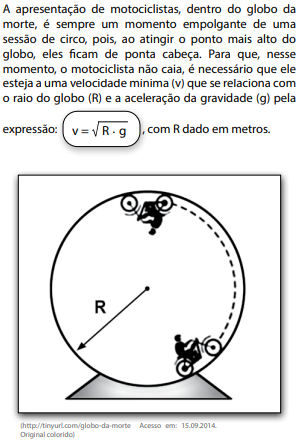 A apresentação de motociclistas, dentro do globo da
morte, é sempre um momento empolgante de uma
sessão de circo, pois, ao atingir o ponto mais alto do
globo, eles ficam de ponta cabeça. Para que, nesse
momento, o motociclista não caia, é necessário que ele
esteja a uma velocidade mínima (v) que se relaciona com
o raio do globo (R) e a aceleração da gravidade (g) pela
expressão: v = √R · g , com R dado em metros.
R
(http://tinyurl.com/globo-da-morte Acesso em: 15.09.2014.
Original colorido)